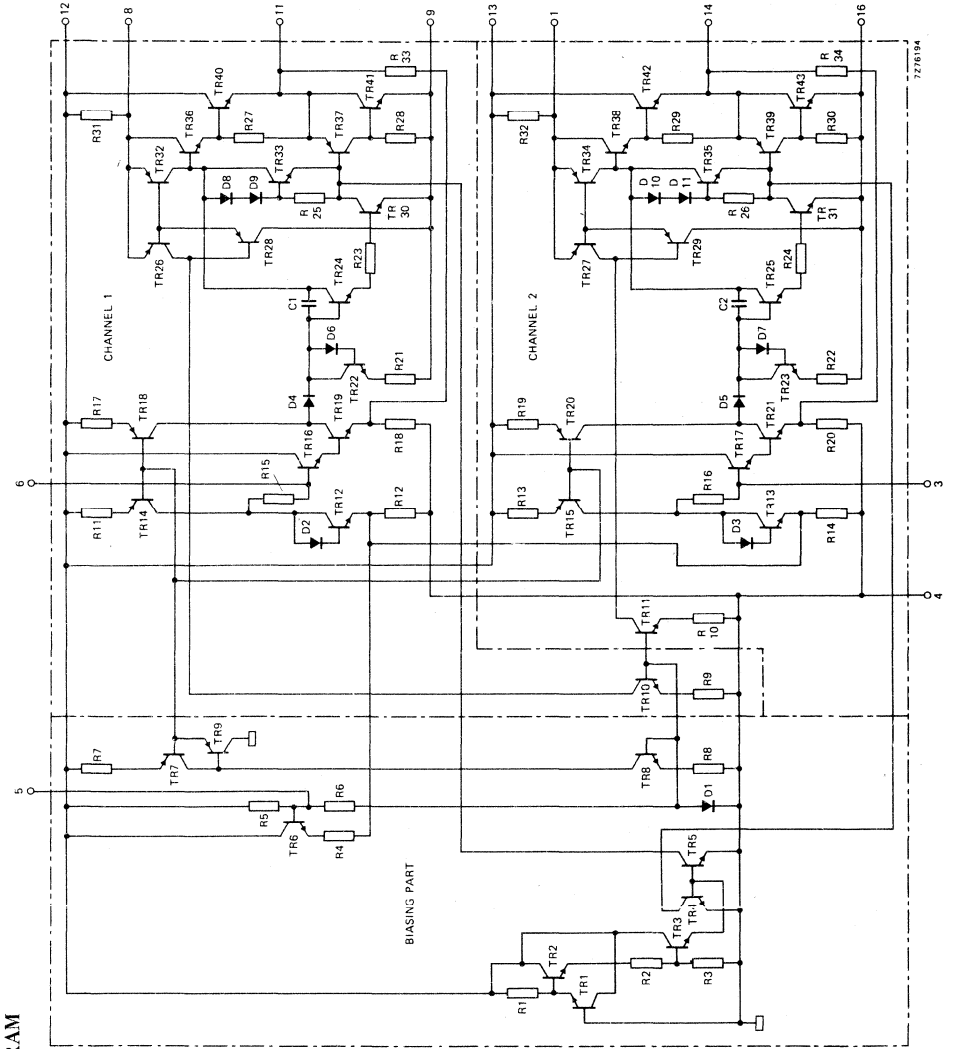 RAM
12
8
11
9
13
1
14
16
7Z76194
R31
TR40
R
33
TR41
TR36
R27
TR37
R28
TR32
D8
D9
TR33
R
25
TR
30
TR26
TR28
R23
TR24
C1
CHANNEL 1
D6
TR22
R21
R17
TR18
D4
TR19
TR16
R18
R15
6
R11
TR14
D2
TR12
R12
R32
TR42
R
34
TR43
TR38
R29
TR39
R30
TR34
D
10
D
11
TR35
R
26
TR
31
TR27
TR29
R24
TR25
C2
CHANNEL 2
D7
TR23
R22
R19
TR20
D5
TR21
TR17
R20
R16
3
R13
TR15
D3
TR13
R14
4
TR11
R
10
TR10
R9
R7
TR9
TR7
TR8
R8
5
R5
R6
D1
TR6
R4
BIASING PART
TR5
TR4
TR3
TR2
R2
R3
R1
TR1